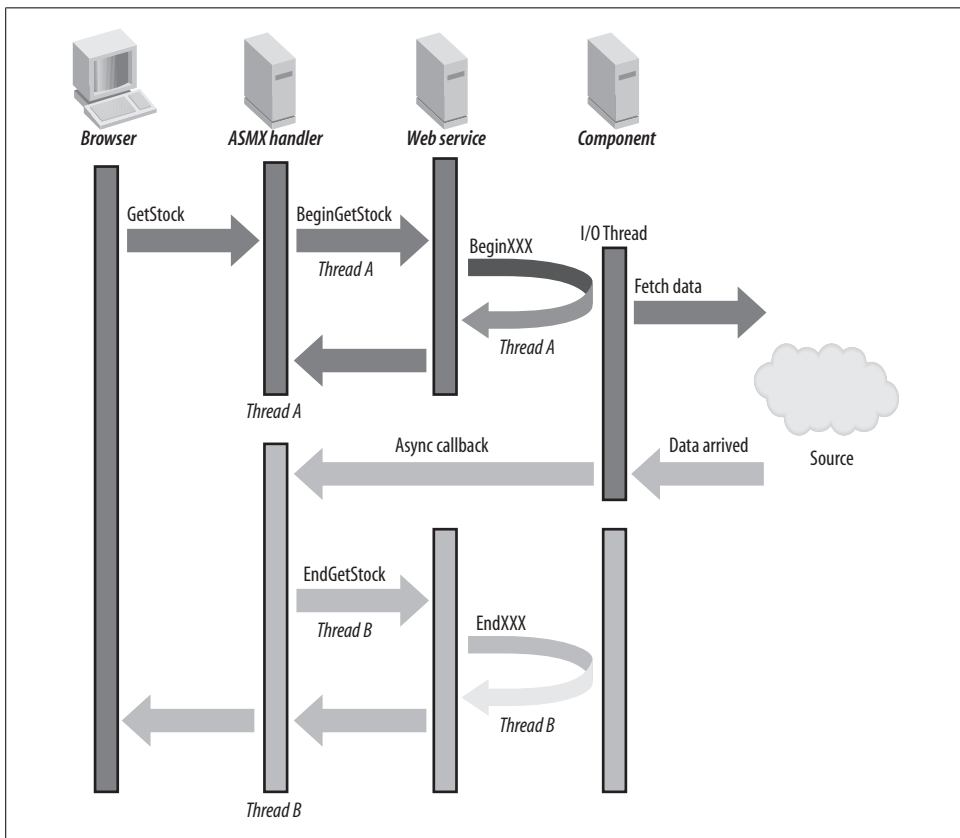 Browser
ASMX handler
Web service
Component
GetStock
BeginGetStock
Thread A
BeginXXX
Thread A
I/O Thread
Fetch data
Thread A
Async callback
Data arrived
Source
EndGetStock
Thread B
EndXXX
Thread B
Thread B